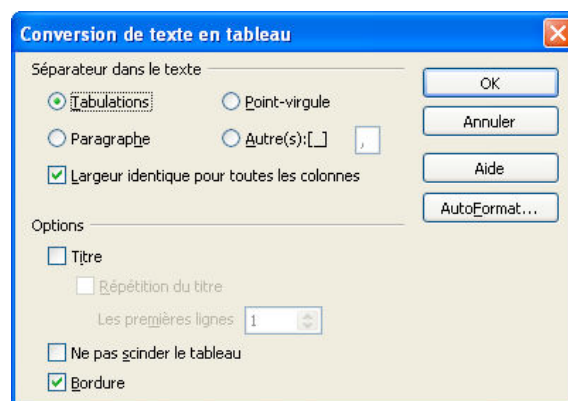 Conversion de texte en tableau
Séparateur dans le texte
OK
Tabulations
Point-virgule
Annuler
Paragraphe
Autre(s):[_]
,
Aide
Largeur identique pour toutes les colonnes
AutoFormat...
Options
Titre
Répétition du titre
Les premières lignes
1
Ne pas scinder le tableau
Bordure